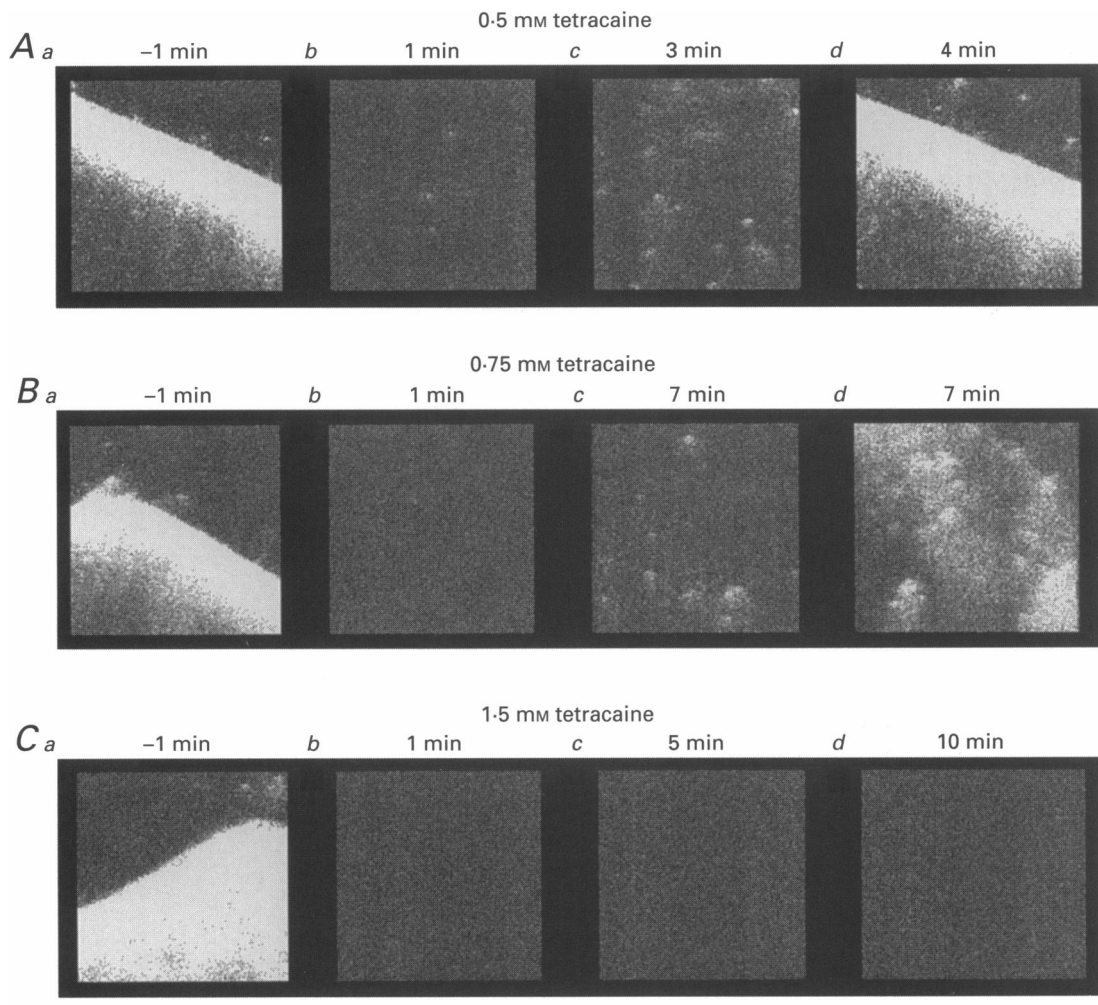 0·5 mM tetracaine
A a –1 min b 1 min c 3 min d 4 min
0·75 mM tetracaine
B a –1 min b 1 min c 7 min d 7 min
1·5 mM tetracaine
C a –1 min b 1 min c 5 min d 10 min